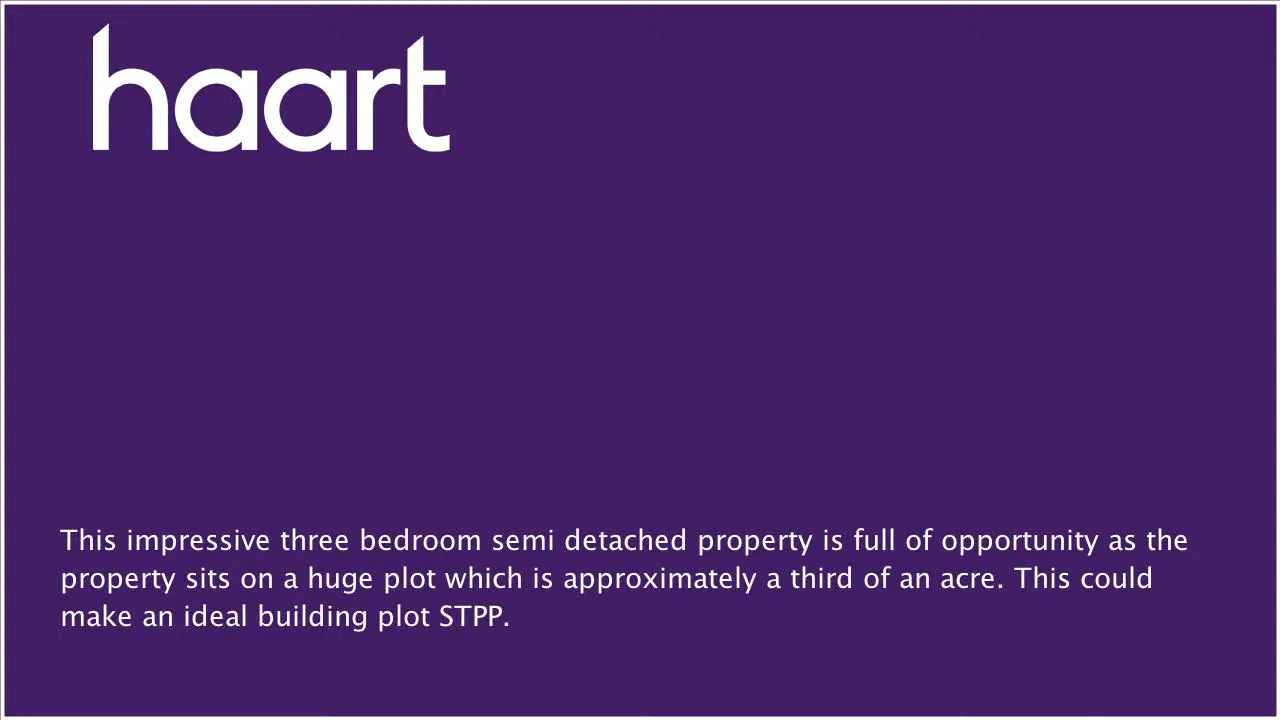 haart
This impressive three bedroom semi detached property is full of opportunity as the
property sits on a huge plot which is approximately a third of an acre. This could
make an ideal building plot STPP.